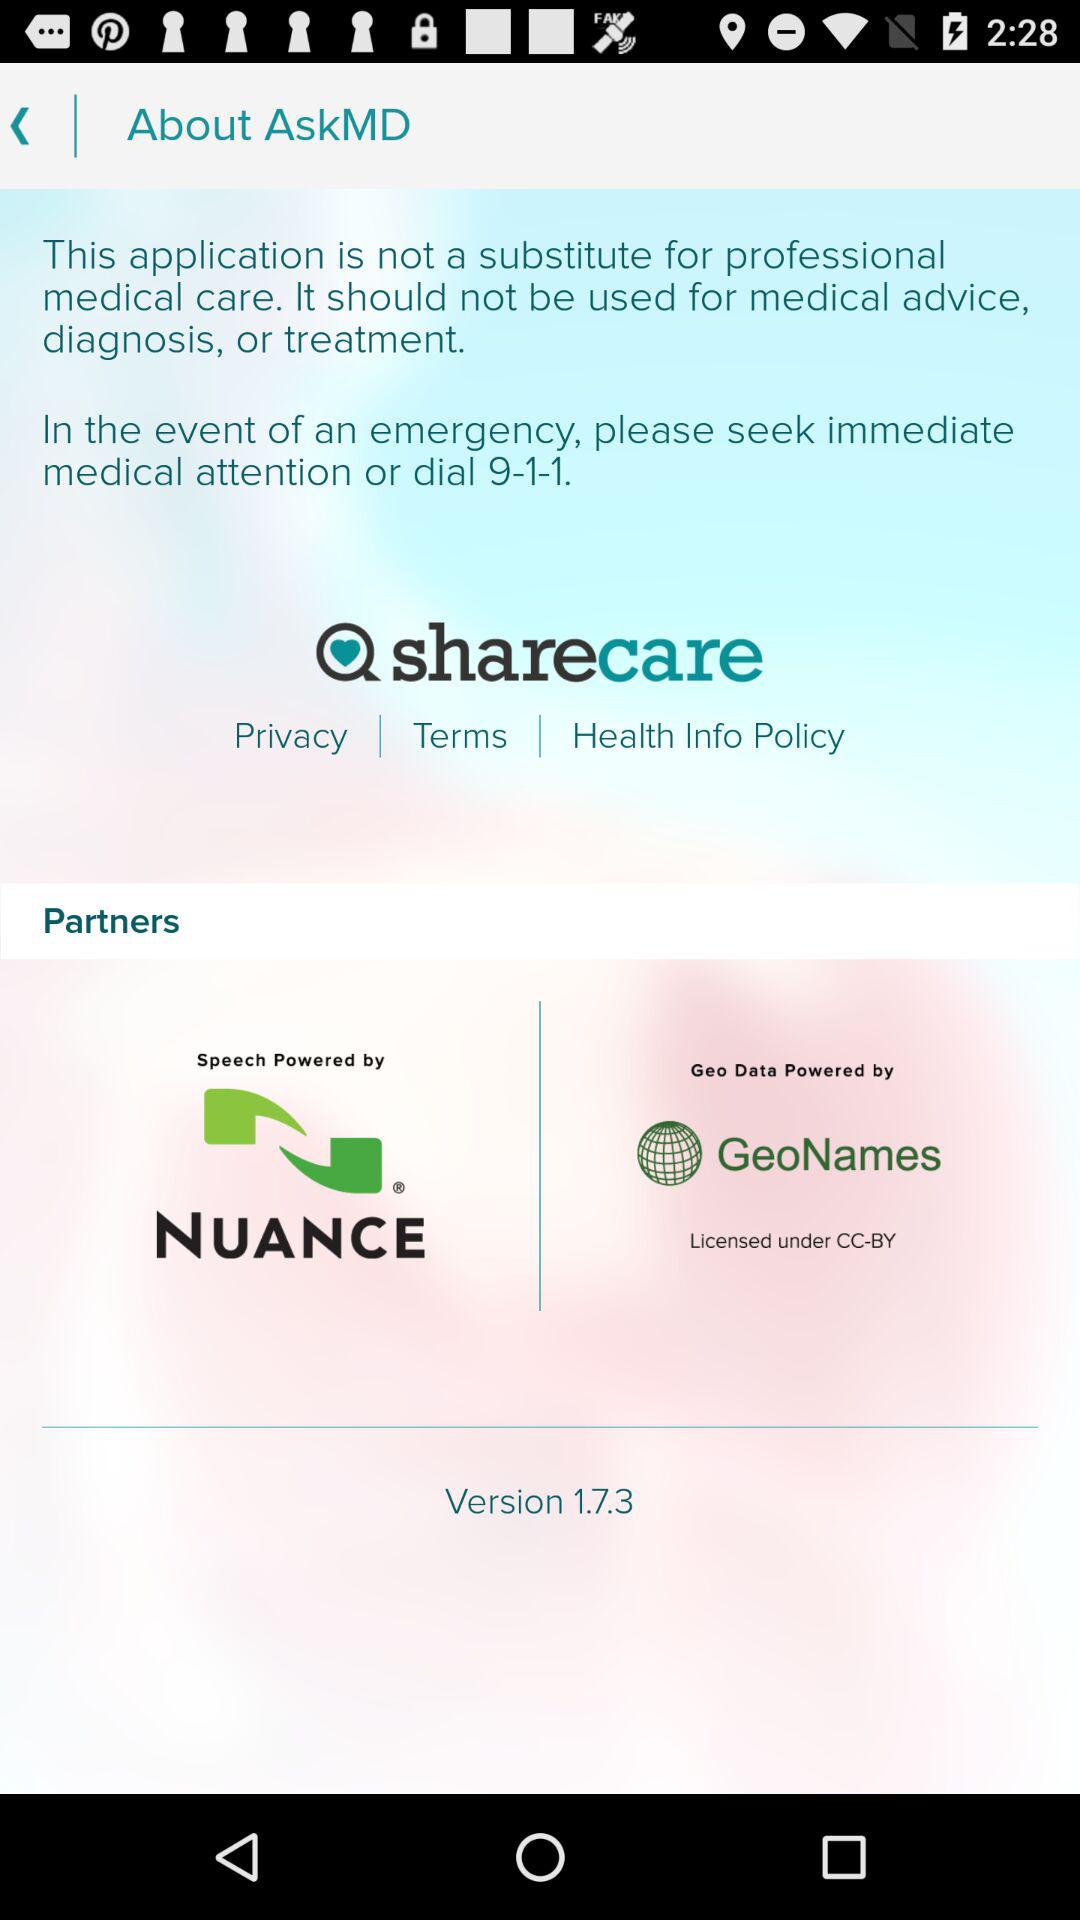 FAKE
2:28
About AskMD
This application is not a substitute for professional
medical care. It should not be used for medical advice,
diagnosis, or treatment.
In the event of an emergency, please seek immediate
medical attention or dial 9-1-1.
sharecare
Privacy | Terms | Health Info Policy
Partners
Speech Powered by
NUANCE®
Geo Data Powered by
GeoNames
Licensed under CC-BY
Version 1.7.3